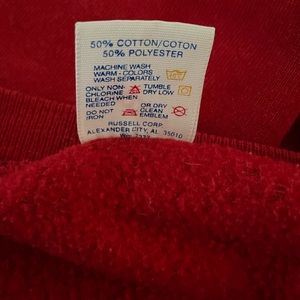 50% COTTON/COTON
50% POLYESTER
MACHINE WASH
WARM - COLORS
WASH SEPARATELY
ONLY NON- TUMBLE
CHLORINE DRY LOW
BLEACH WHEN
NEEDED OR DRY
DO NOT CLEAN
IRON EMBLEM
RUSSELL CORP.
ALEXANDER CITY, AL 35010